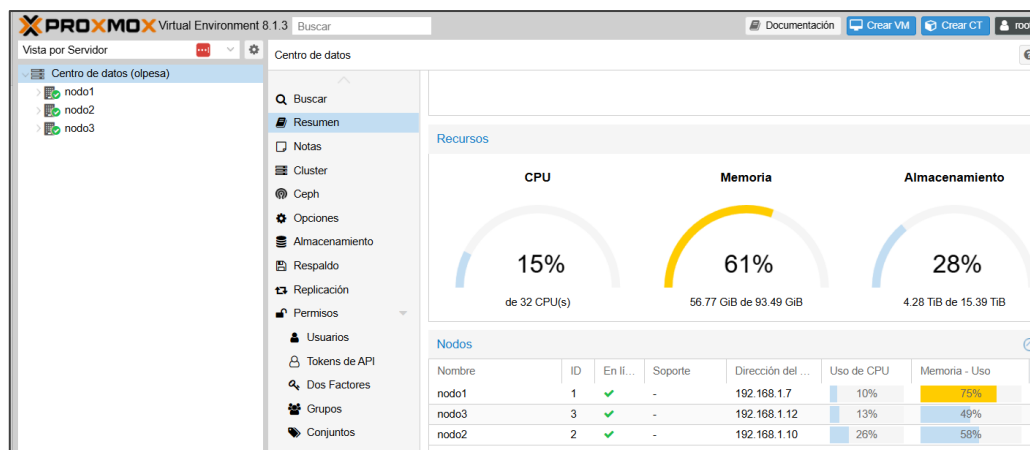 PROXMOX Virtual Environment 8.1.3 Buscar Documentación Crear VM Crear CT
Vista por Servidor
Centro de datos
Centro de datos (olpesa)
nodo1
nodo2
nodo3
Buscar
Resumen
Notas
Cluster
Ceph
Opciones
Almacenamiento
Respaldo
Replicación
Permisos
Usuarios
Tokens de API
Dos Factores
Grupos
Conjuntos
Recursos
CPU Memoria Almacenamiento
15% 61% 28%
de 32 CPU(s) 56.77 GiB de 93.49 GiB 4.28 TiB de 15.39 TiB
Nodos
Nombre ID En lí... Soporte Dirección del ... Uso de CPU Memoria - Uso
nodo1 1 - 192.168.1.7 10% 75%
nodo3 3 - 192.168.1.12 13% 49%
nodo2 2 - 192.168.1.10 26% 58%